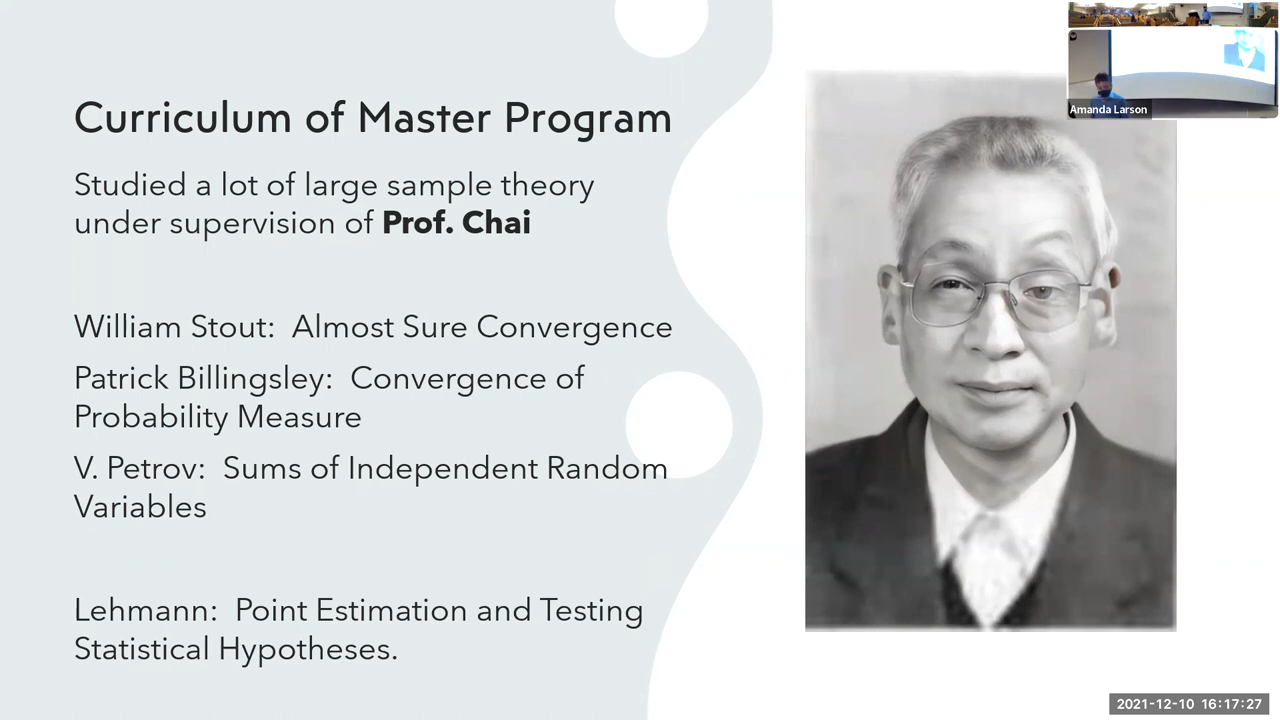 Curriculum of Master Program
Studied a lot of large sample theory
under supervision of Prof. Chai
William Stout: Almost Sure Convergence
Patrick Billingsley: Convergence of
Probability Measure
V. Petrov: Sums of Independent Random
Variables
Lehmann: Point Estimation and Testing
Statistical Hypotheses.
Amanda Larson
2021-12-10 16:17:27